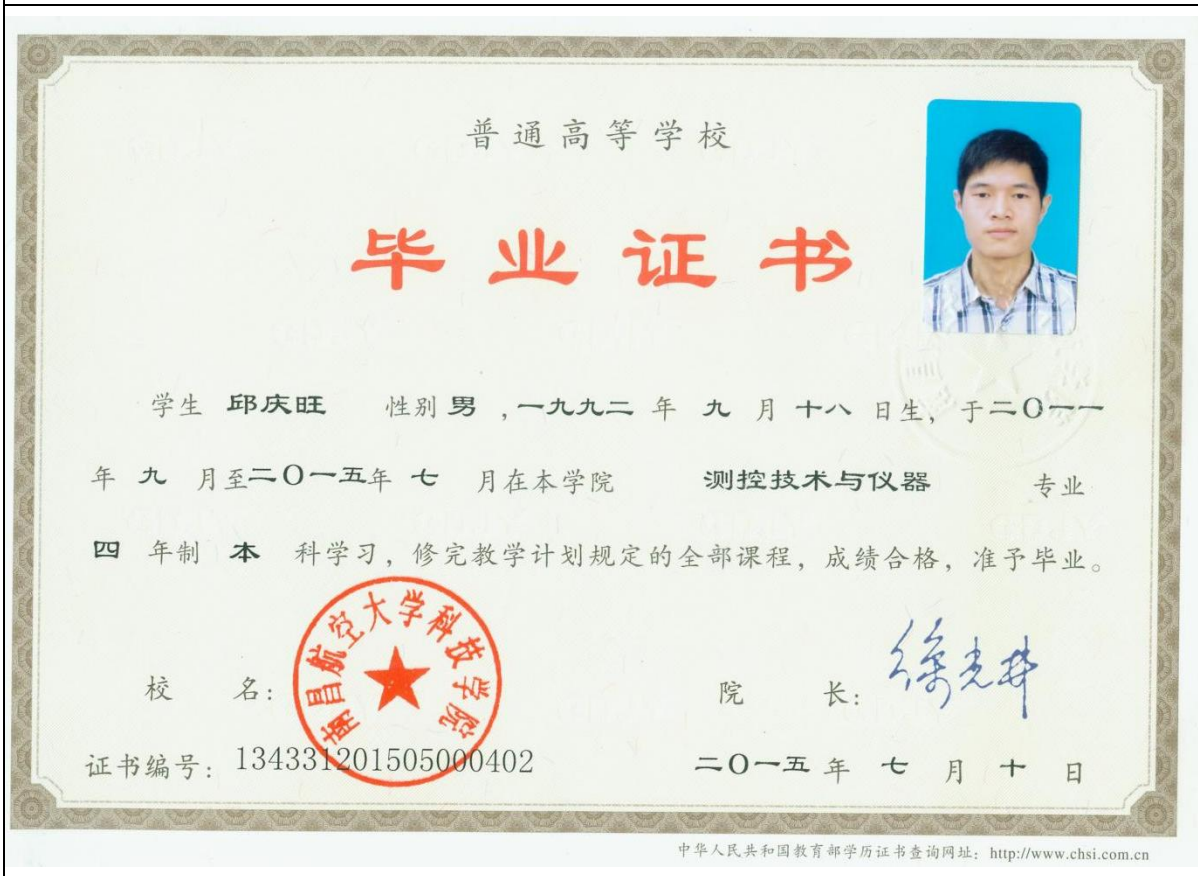 普通高等学校
毕业证书
学生 邱庆旺 性别 男 ,一九九二 年 九 月 十八 日生, 于二〇一一
年 九 月至二〇一五年 七 月在本学院 测控技术与仪器 专业
四 年制 本 科学习, 修完教学计划规定的全部课程, 成绩合格, 准予毕业。
南昌航空大学科技学院
校 名: 院 长:
证书编号: 134331201505000402 二〇一五 年 七 月 十 日
中华人民共和国教育部学历证书查询网址: http://www.chsi.com.cn